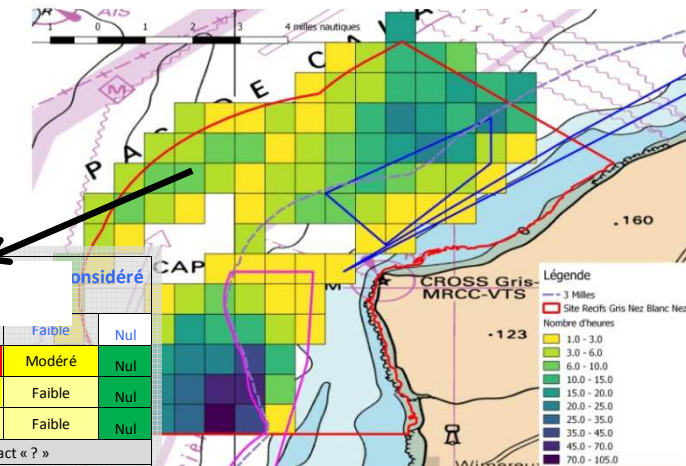 AIS
1 0 1 2 3 4 milles nautiques
PAS DE CALA
M
160
CAP
CROSS Gris-
MRCC-VTS
123
onsidéré
Faible Nul
Modéré Nul
Faible Nul
Faible Nul
act « ? »
Légende
3 Milles
Site Recifs Gris Nez Blanc Nez
Nombre d'heures
1.0 - 3.0
3.0 - 6.0
6.0 - 10.0
10.0 - 15.0
15.0 - 20.0
20.0 - 25.0
25.0 - 35.0
35.0 - 45.0
45.0 - 70.0
70.0 - 105.0